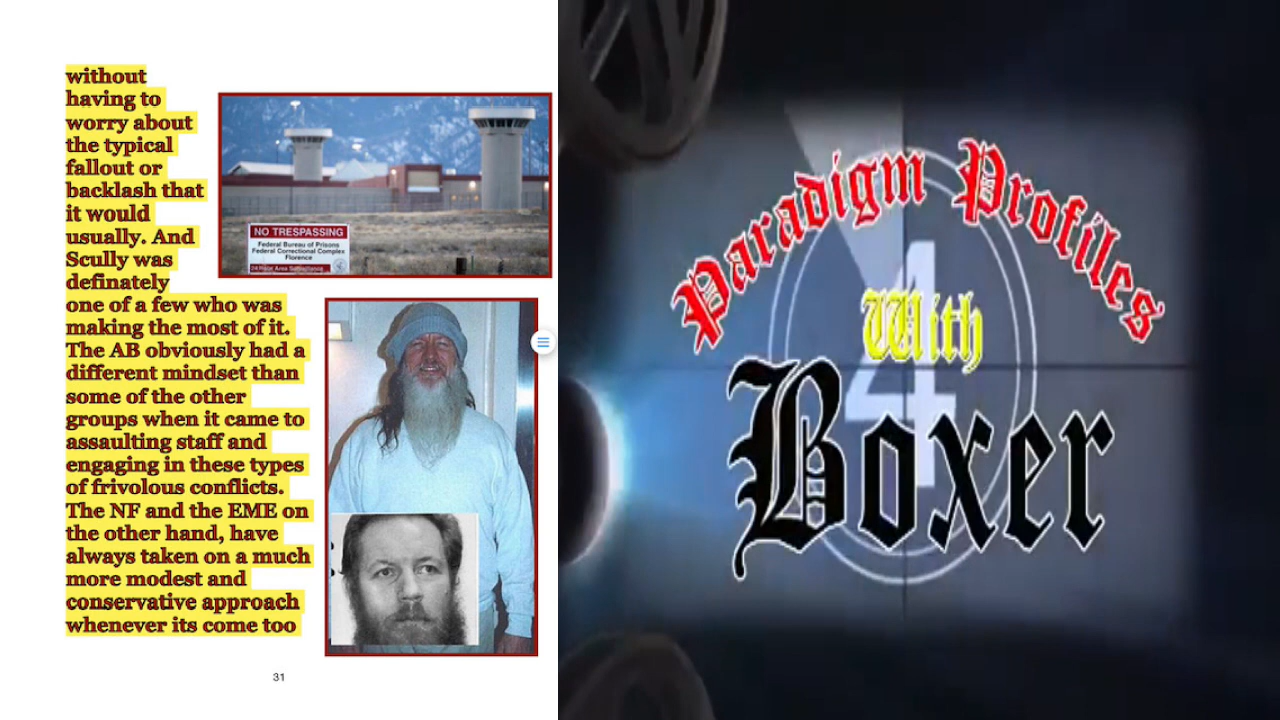 without
having to
worry about
the typical
fallout or
backlash that
it would
usually. And
Scully was
definately
one of a few who was
making the most of it.
The AB obviously had a
different mindset than
some of the other
groups when it came to
assaulting staff and
engaging in these types
of frivolous conflicts.
The NF and the EME on
the other hand, have
always taken on a much
more modest and
conservative approach
whenever its come too
31
NO TRESPASSING
Federal Bureau of Prisons
Federal Correctional Complex
Florence
4
Paradigm Profiles
With
Boxer